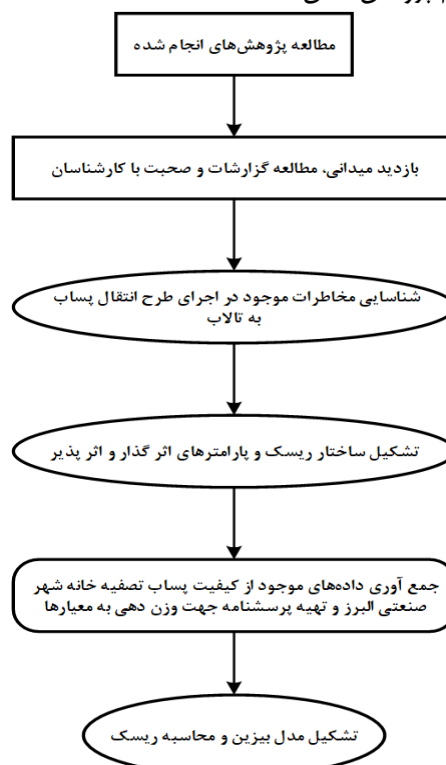 مطالعه پژوهش‌های انجام شده
بازدید میدانی، مطالعه گزارشات و صحبت با کارشناسان
شناسایی مخاطرات موجود در اجرای طرح انتقال پساب
به تالاب
تشکیل ساختار ریسک و پارامترهای اثر گذار و اثر پذیر
جمع آوری داده‌های موجود از کیفیت پساب تصفیه خانه شهر
صنعتی البرز و تهیه پرسشنامه جهت وزن دهی به معیارها
تشکیل مدل بیزین و محاسبه ریسک